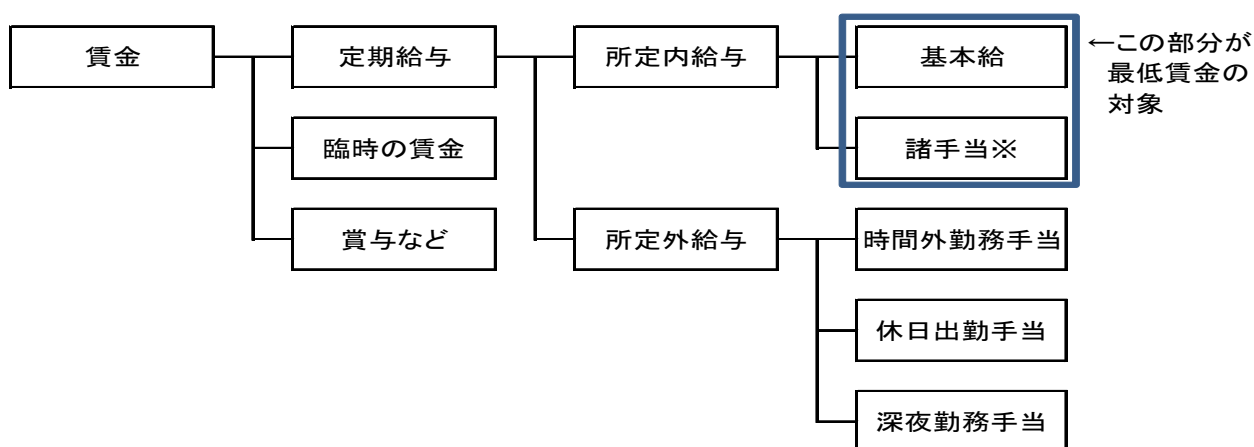 賃金
定期給与
所定内給与
基本給
←この部分が
最低賃金の
対象
臨時の賃金
諸手当※
賞与など
所定外給与
時間外勤務手当
休日出勤手当
深夜勤務手当